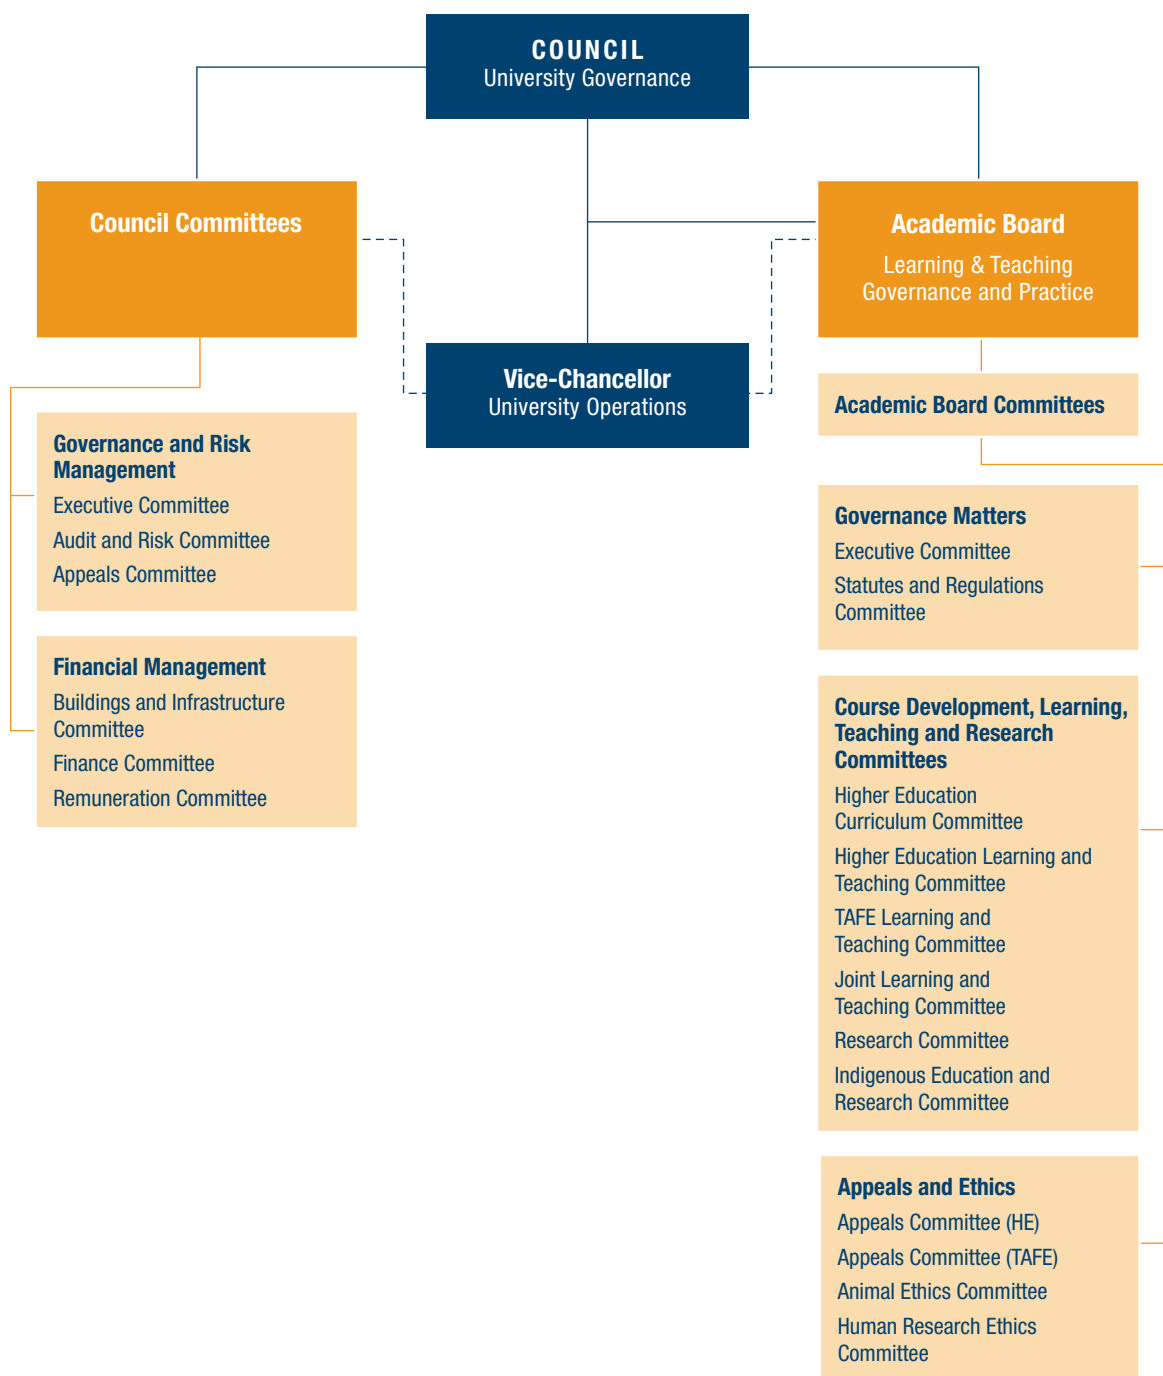 COUNCIL
University Governance
Council Committees
Academic Board
Learning & Teaching
Governance and Practice
Vice-Chancellor
University Operations
Academic Board Committees
Governance and Risk
Management
Executive Committee
Audit and Risk Committee
Appeals Committee
Financial Management
Buildings and Infrastructure
Committee
Finance Committee
Remuneration Committee
Governance Matters
Executive Committee
Statutes and Regulations
Committee
Course Development, Learning,
Teaching and Research
Committees
Higher Education
Curriculum Committee
Higher Education Learning and
Teaching Committee
TAFE Learning and
Teaching Committee
Joint Learning and
Teaching Committee
Research Committee
Indigenous Education and
Research Committee
Appeals and Ethics
Appeals Committee (HE)
Appeals Committee (TAFE)
Animal Ethics Committee
Human Research Ethics
Committee